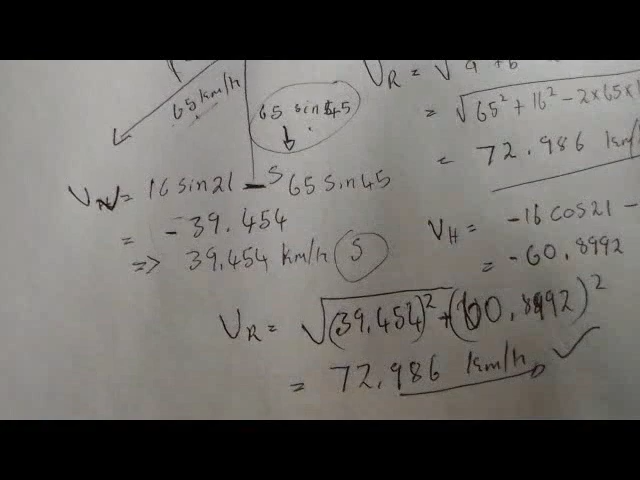 65 km/h
65 sin 45
V_N = 16 sin 21 - 65 sin 45
= -39.454
=> 39.454 km/h S
V_R = √
= √65² + 16² - 2×65×1
= 72.986 km/
V_H = -16 cos 21 -
= -60.8992
V_R = √(39.454)² + (60.8992)²
= 72.986 km/h ✓